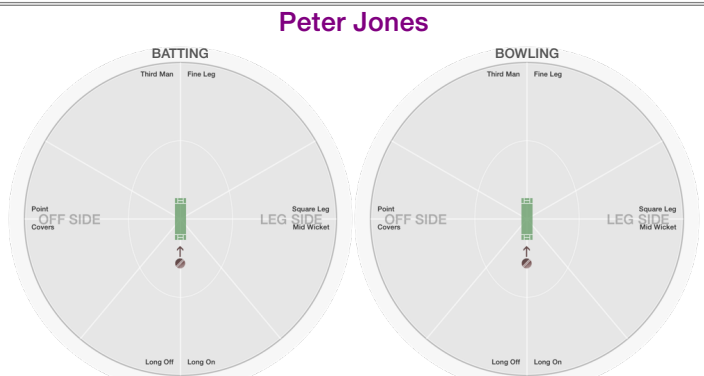 Peter Jones
BATTING
Third Man Fine Leg
Point
OFF SIDE
Covers
Square Leg
LEG SIDE
Mid Wicket
Long Off Long On
BOWLING
Third Man Fine Leg
Point
OFF SIDE
Covers
Square Leg
LEG SIDE
Mid Wicket
Long Off Long On